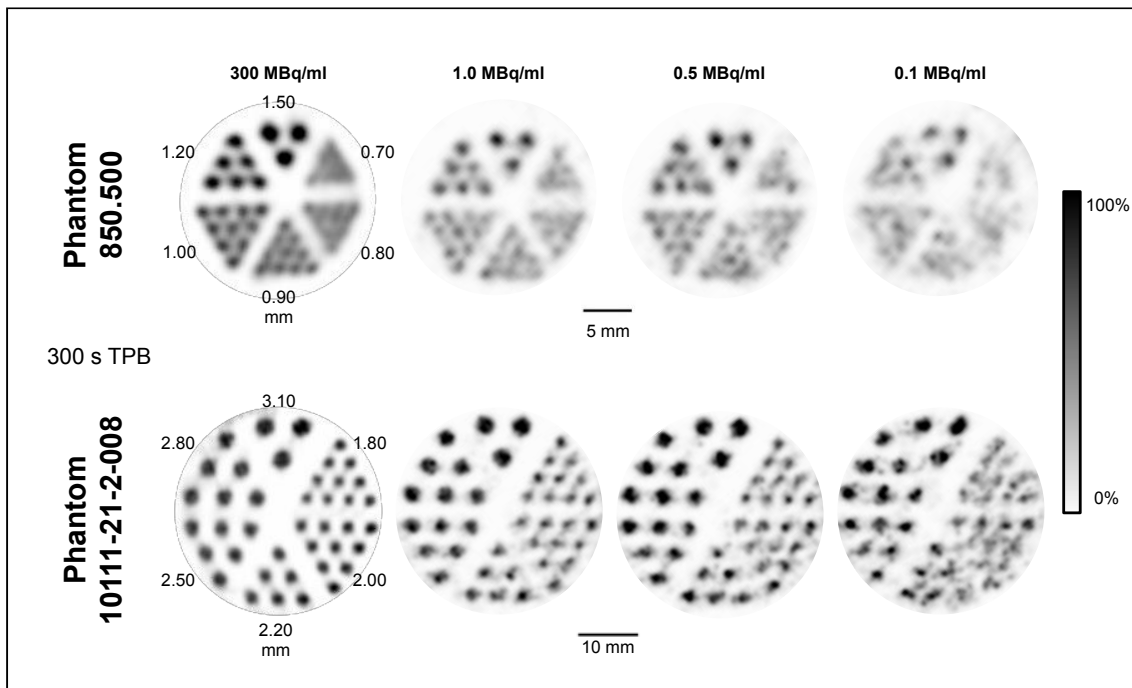 300 MBq/ml
1.0 MBq/ml
0.5 MBq/ml
0.1 MBq/ml
Phantom
850.500
1.50
1.20
0.70
1.00
0.80
0.90
mm
5 mm
100%
0%
300 s TPB
Phantom
10111-21-2-008
3.10
2.80
1.80
2.50
2.00
2.20
mm
10 mm